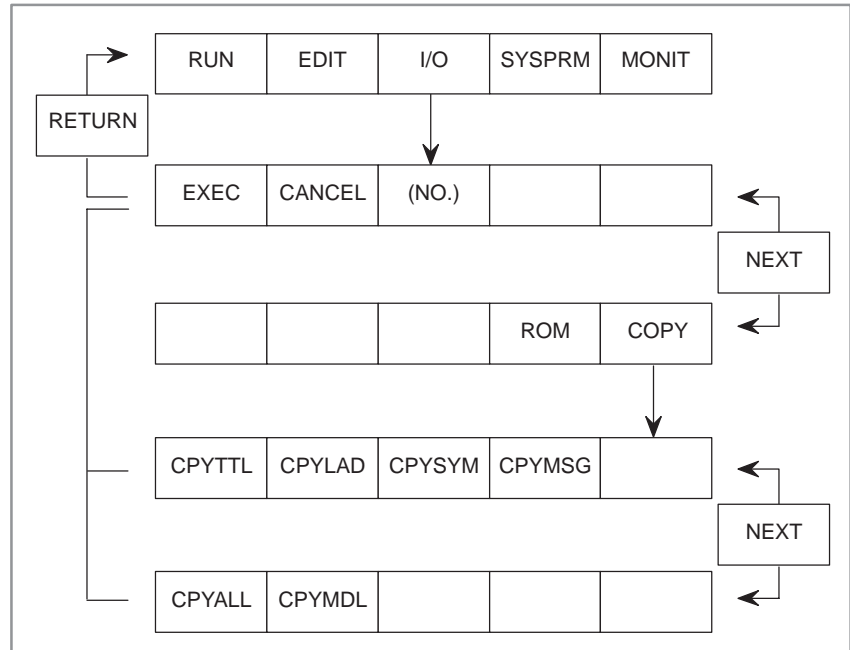 RUN EDIT I/O SYSPRM MONIT
RETURN
EXEC CANCEL (NO.)
NEXT
ROM COPY
CPYTTL CPYLAD CPYSYM CPYMSG
NEXT
CPYALL CPYMDL